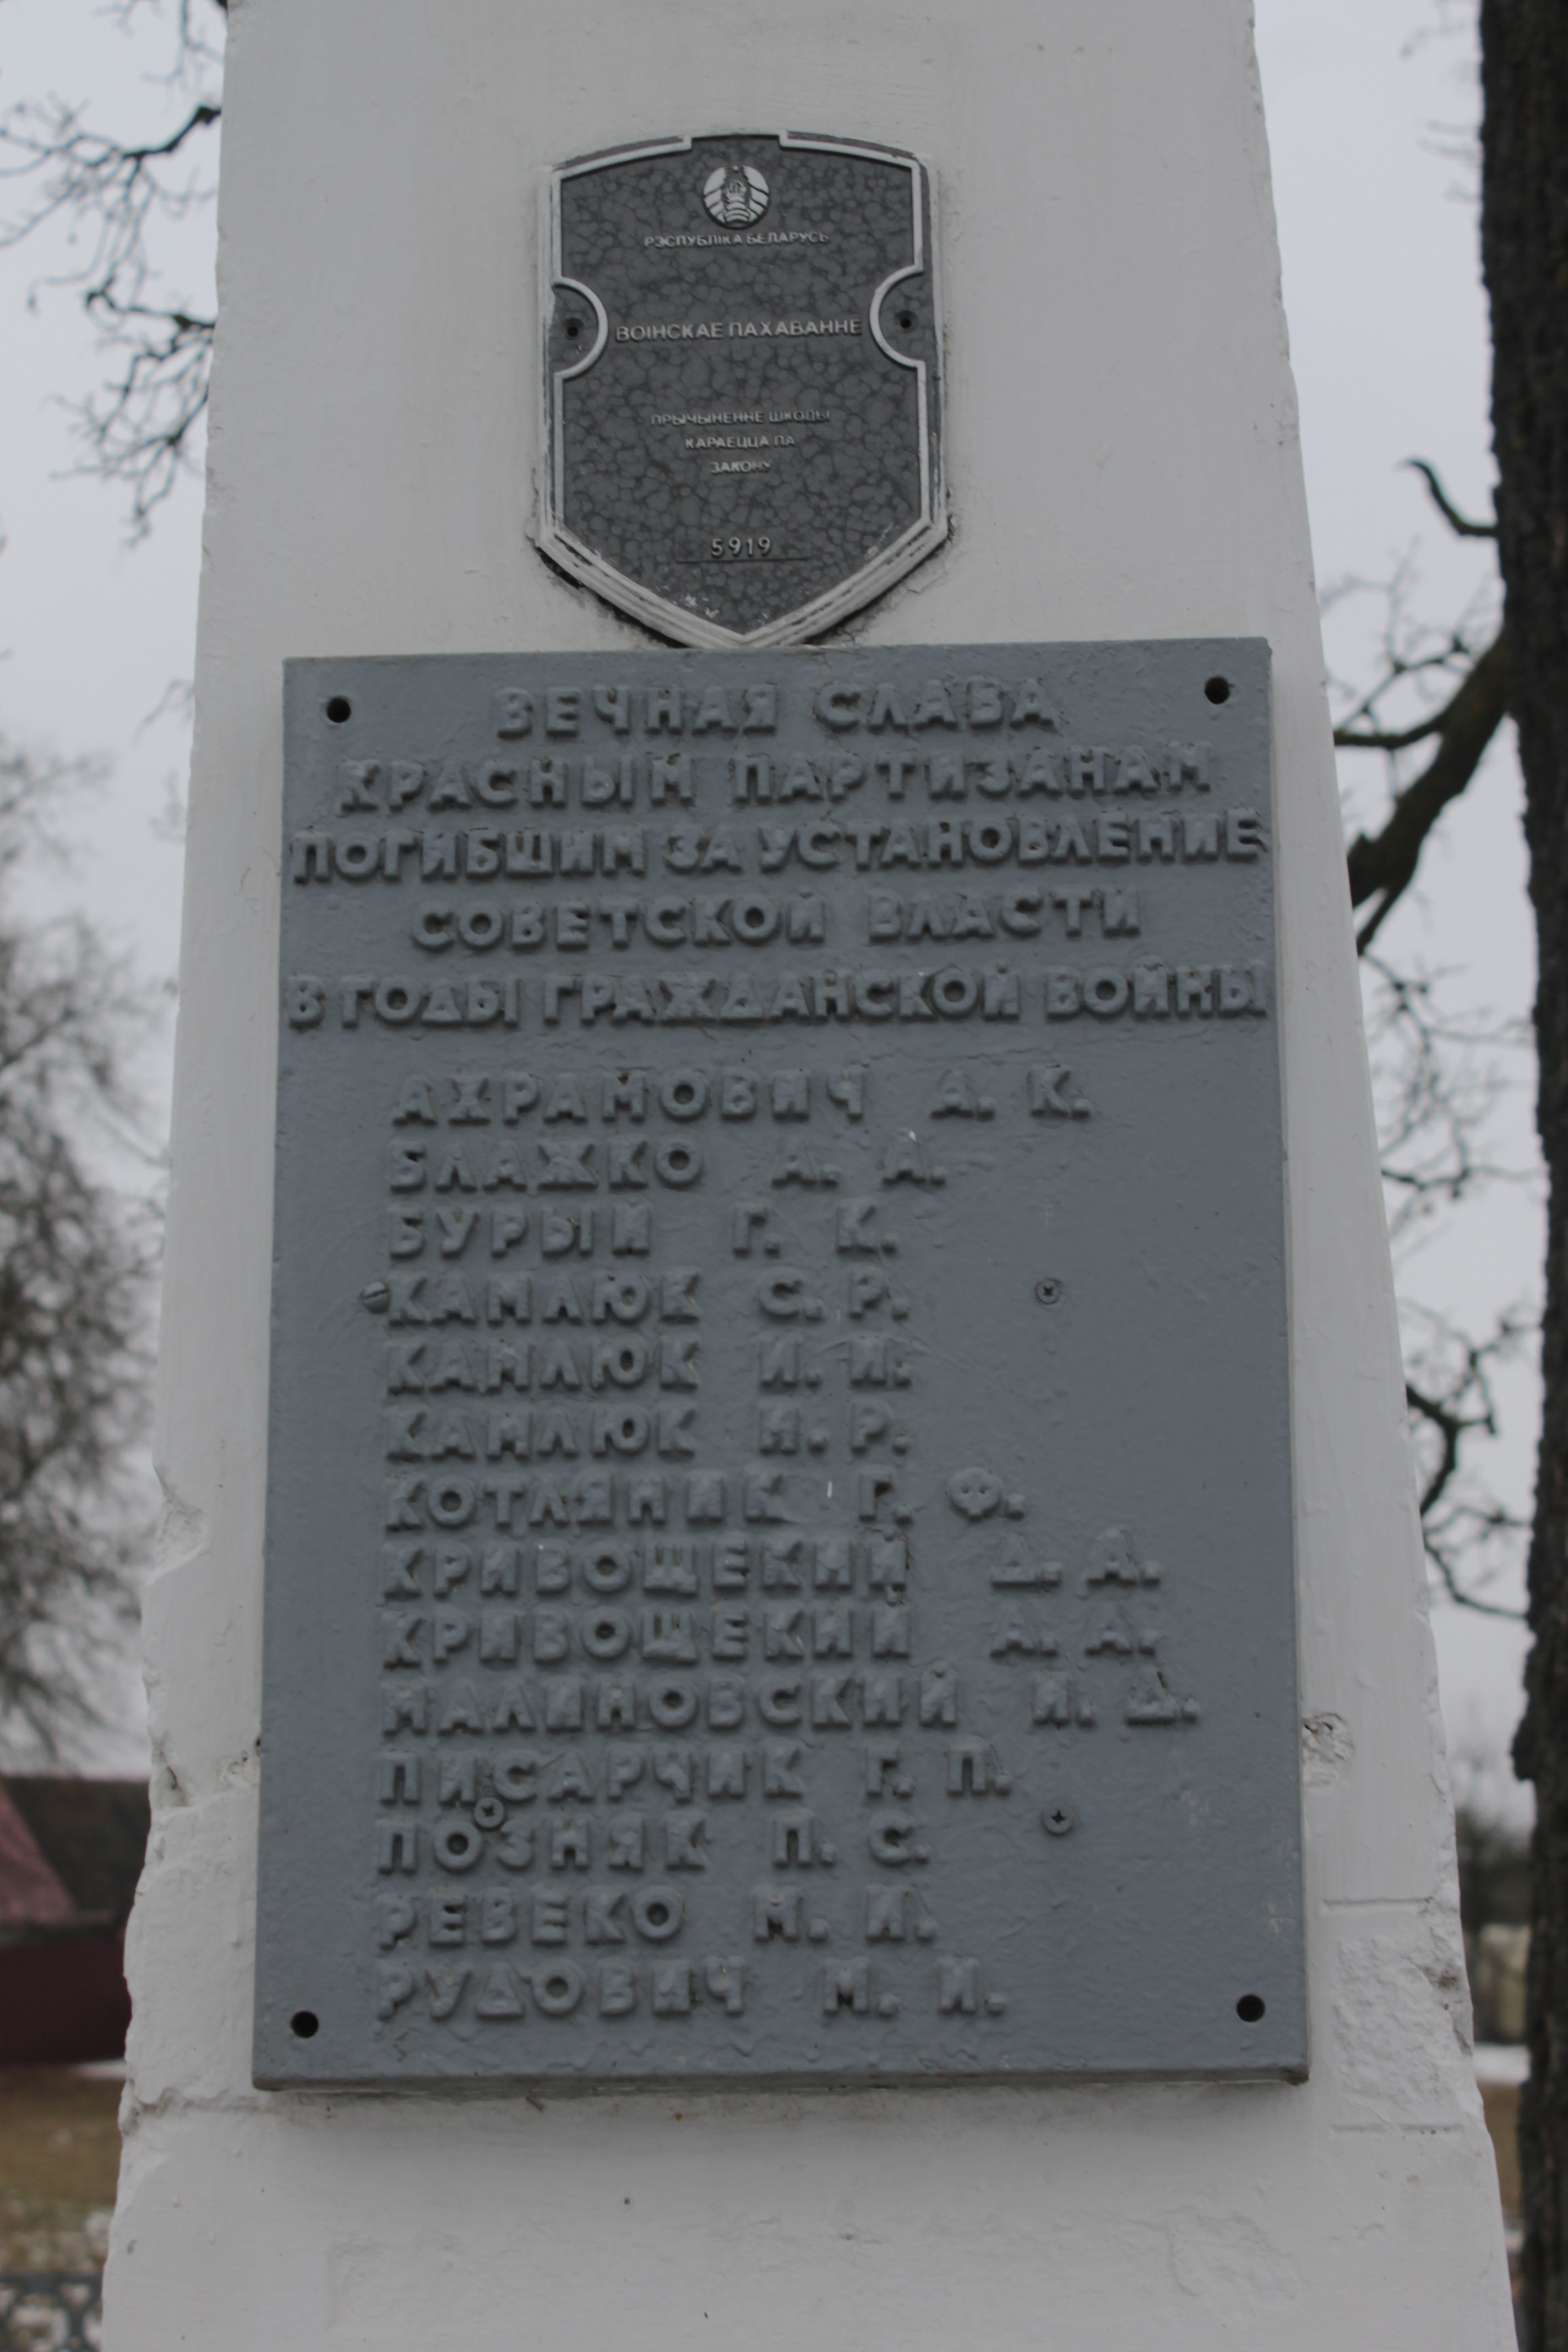 РЭСПУБЛІКА БЕЛАРУСЬ
ВОІНСКАЕ ПАХАВАННЕ
ПРЫЧЫНЕННЕ ШКОДЫ
КАРАЕЦЦА ПА
ЗАКОНУ
5919
ВЕЧНАЯ СЛАВА
КРАСНЫМ ПАРТИЗАНАМ
ПОГИБШИМ ЗА УСТАНОВЛЕНИЕ
СОВЕТСКОЙ ВЛАСТИ
В ГОДЫ ГРАЖДАНСКОЙ ВОЙНЫ
АХРАМОВИЧ А. К.
БЛАЖКО А. А.
БУРЫЙ Г. К.
КАМЛЮК С. Р.
КАМЛЮК И. И.
КАМЛЮК Н. Р.
КОТЛЯНИК Г. Ф.
КРИВОЩЕКИЙ Д. А.
КРИВОЩЕКИЙ А. А.
МАЛИНОВСКИЙ И. Д.
ПИСАРЧИК Г. П.
ПОЗНЯК П. С.
РЕВЕКО М. И.
РУДОВИЧ М. И.